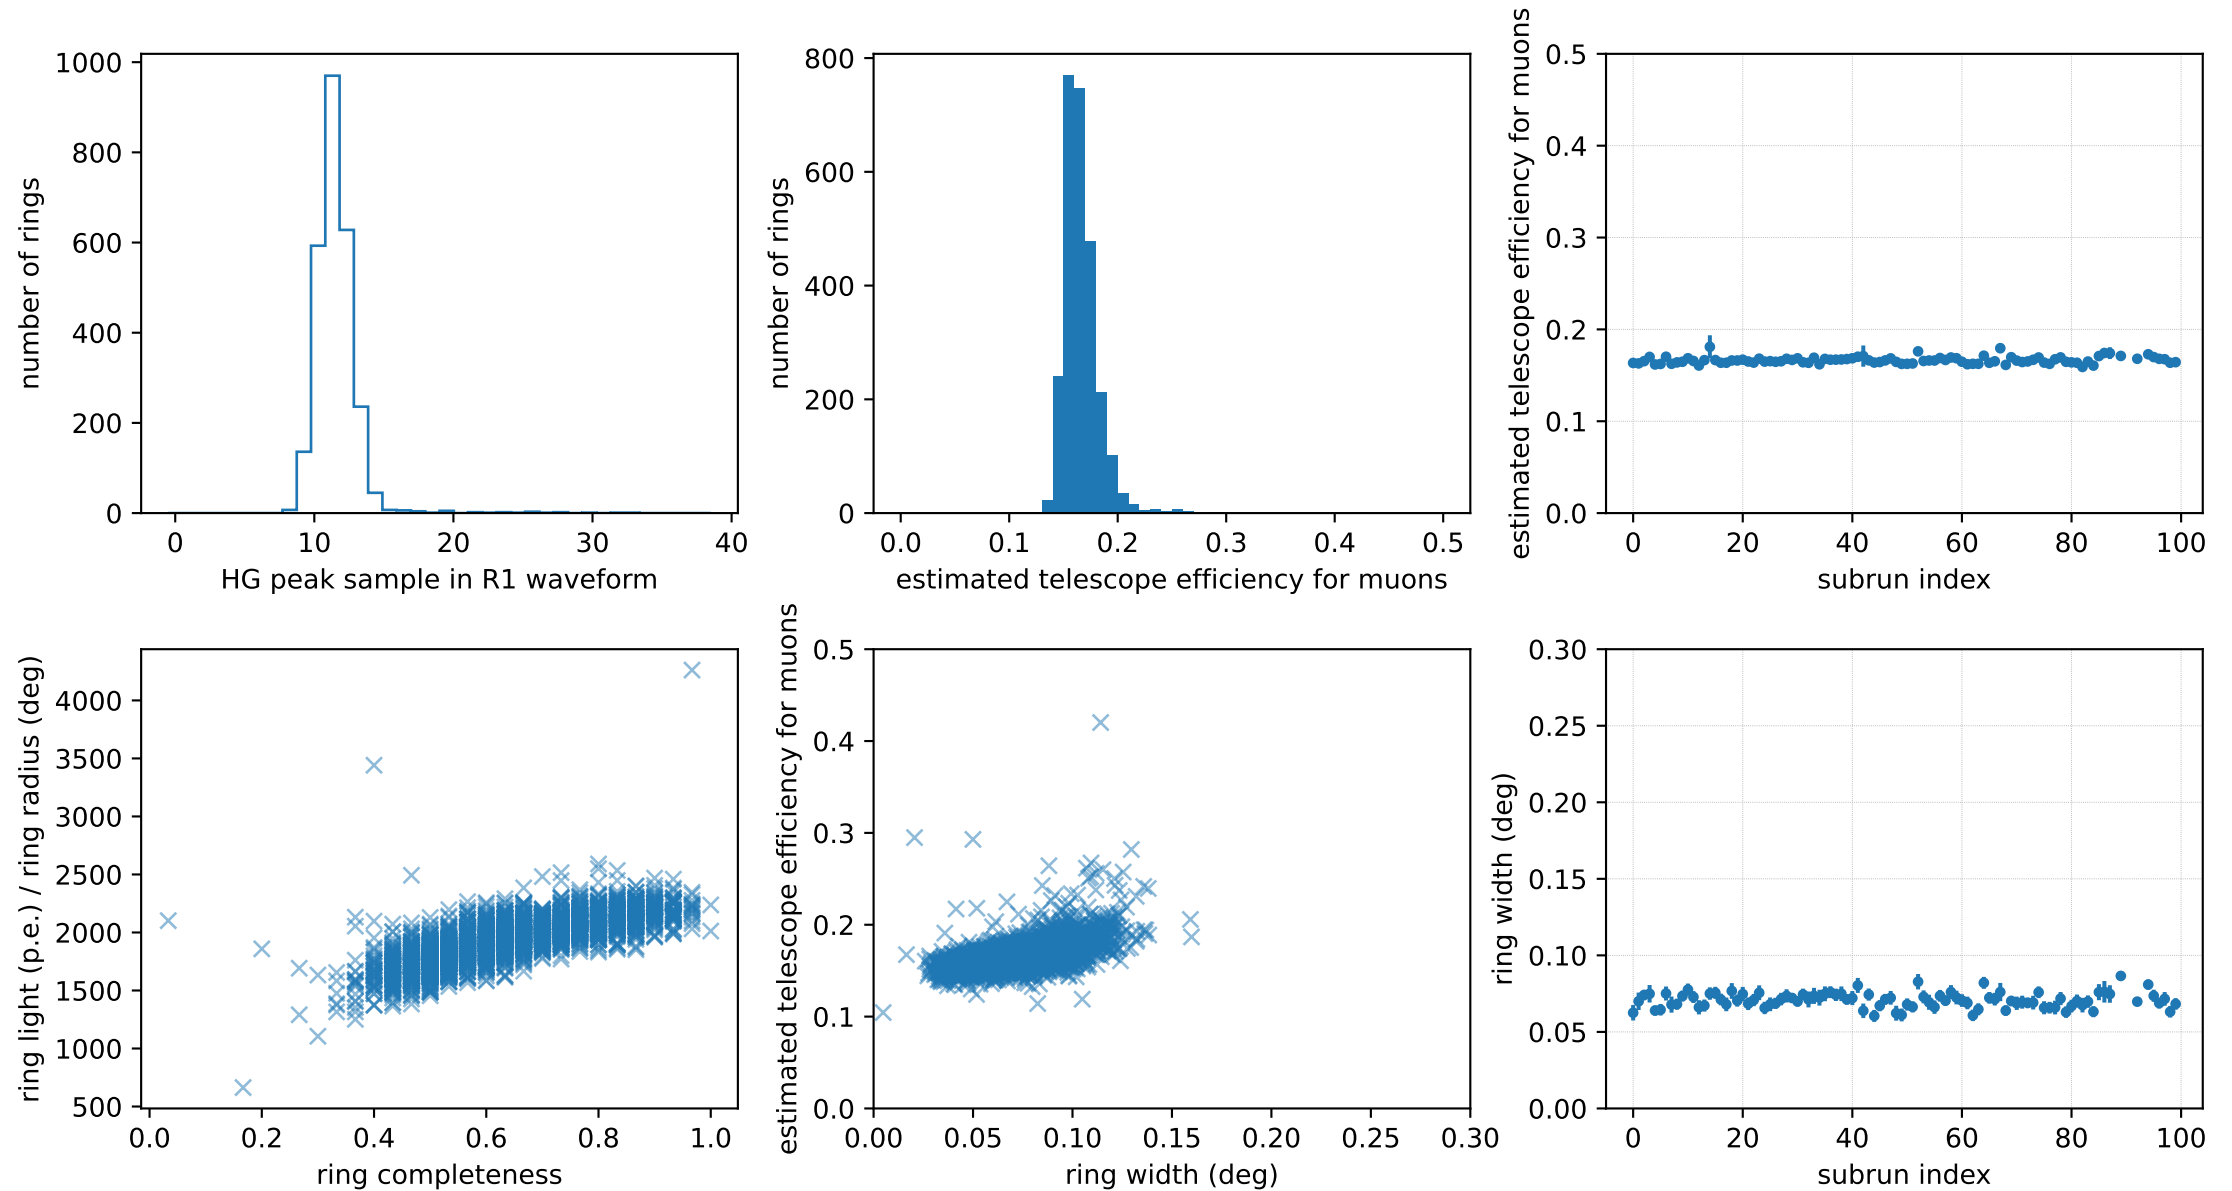 1000
800
600
400
200
0
number of rings
0 10 20 30 40
HG peak sample in R1 waveform
800
600
400
200
0
number of rings
0.0 0.1 0.2 0.3 0.4 0.5
estimated telescope efficiency for muons
0.5
0.4
0.3
0.2
0.1
0.0
estimated telescope efficiency for muons
0 20 40 60 80 100
subrun index
4000
3500
3000
2500
2000
1500
1000
500
ring light (p.e.) / ring radius (deg)
0.0 0.2 0.4 0.6 0.8 1.0
ring completeness
0.5
0.4
0.3
0.2
0.1
0.0
estimated telescope efficiency for muons
0.00 0.05 0.10 0.15 0.20 0.25 0.30
ring width (deg)
0.30
0.25
0.20
0.15
0.10
0.05
0.00
ring width (deg)
0 20 40 60 80 100
subrun index